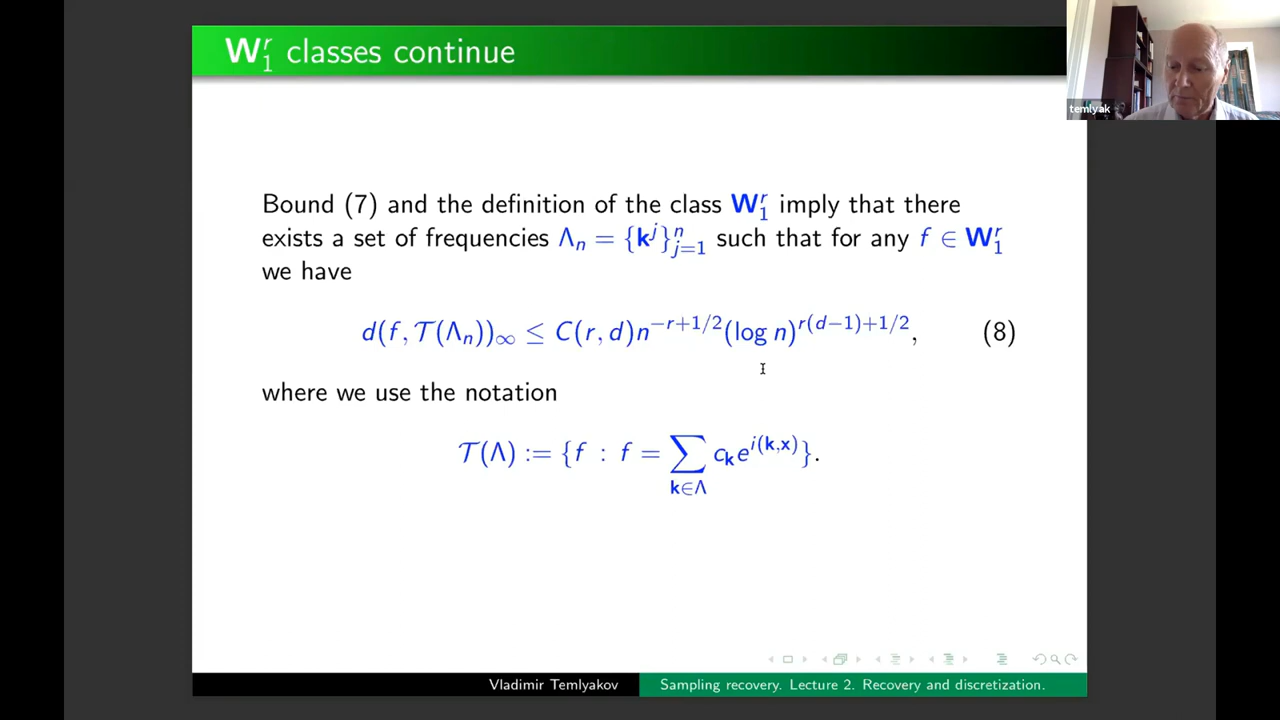 W₁ʳ classes continue
temlyak
Bound (7) and the definition of the class W₁ʳ imply that there
exists a set of frequencies Λₙ = {kʲ}ⁿⱼ₌₁ such that for any f ∈ W₁ʳ
we have
d(f, 𝒯(Λₙ))_∞ ≤ C(r, d)n^{−r+1/2}(log n)^{r(d−1)+1/2}, (8)
where we use the notation
𝒯(Λ) := {f : f = ∑_{k∈Λ} c_k e^{i(k,x)}}.
Vladimir Temlyakov Sampling recovery. Lecture 2. Recovery and discretization.